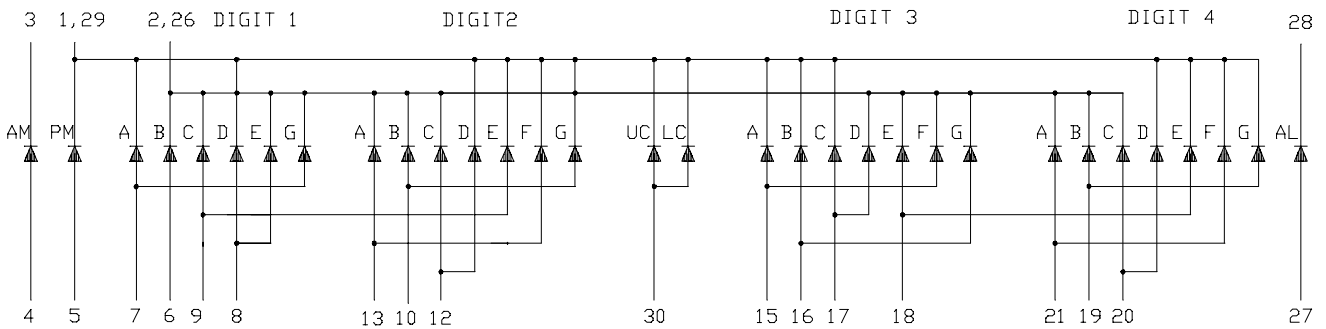 3 1,29 2,26 DIGIT 1 DIGIT2 DIGIT 3 DIGIT 4 28
AM PM A B C D E G A B C D E F G UC LC A B C D E F G A B C D E F G AL
4 5 7 6 9 8 13 10 12 30 15 16 17 18 21 19 20 27